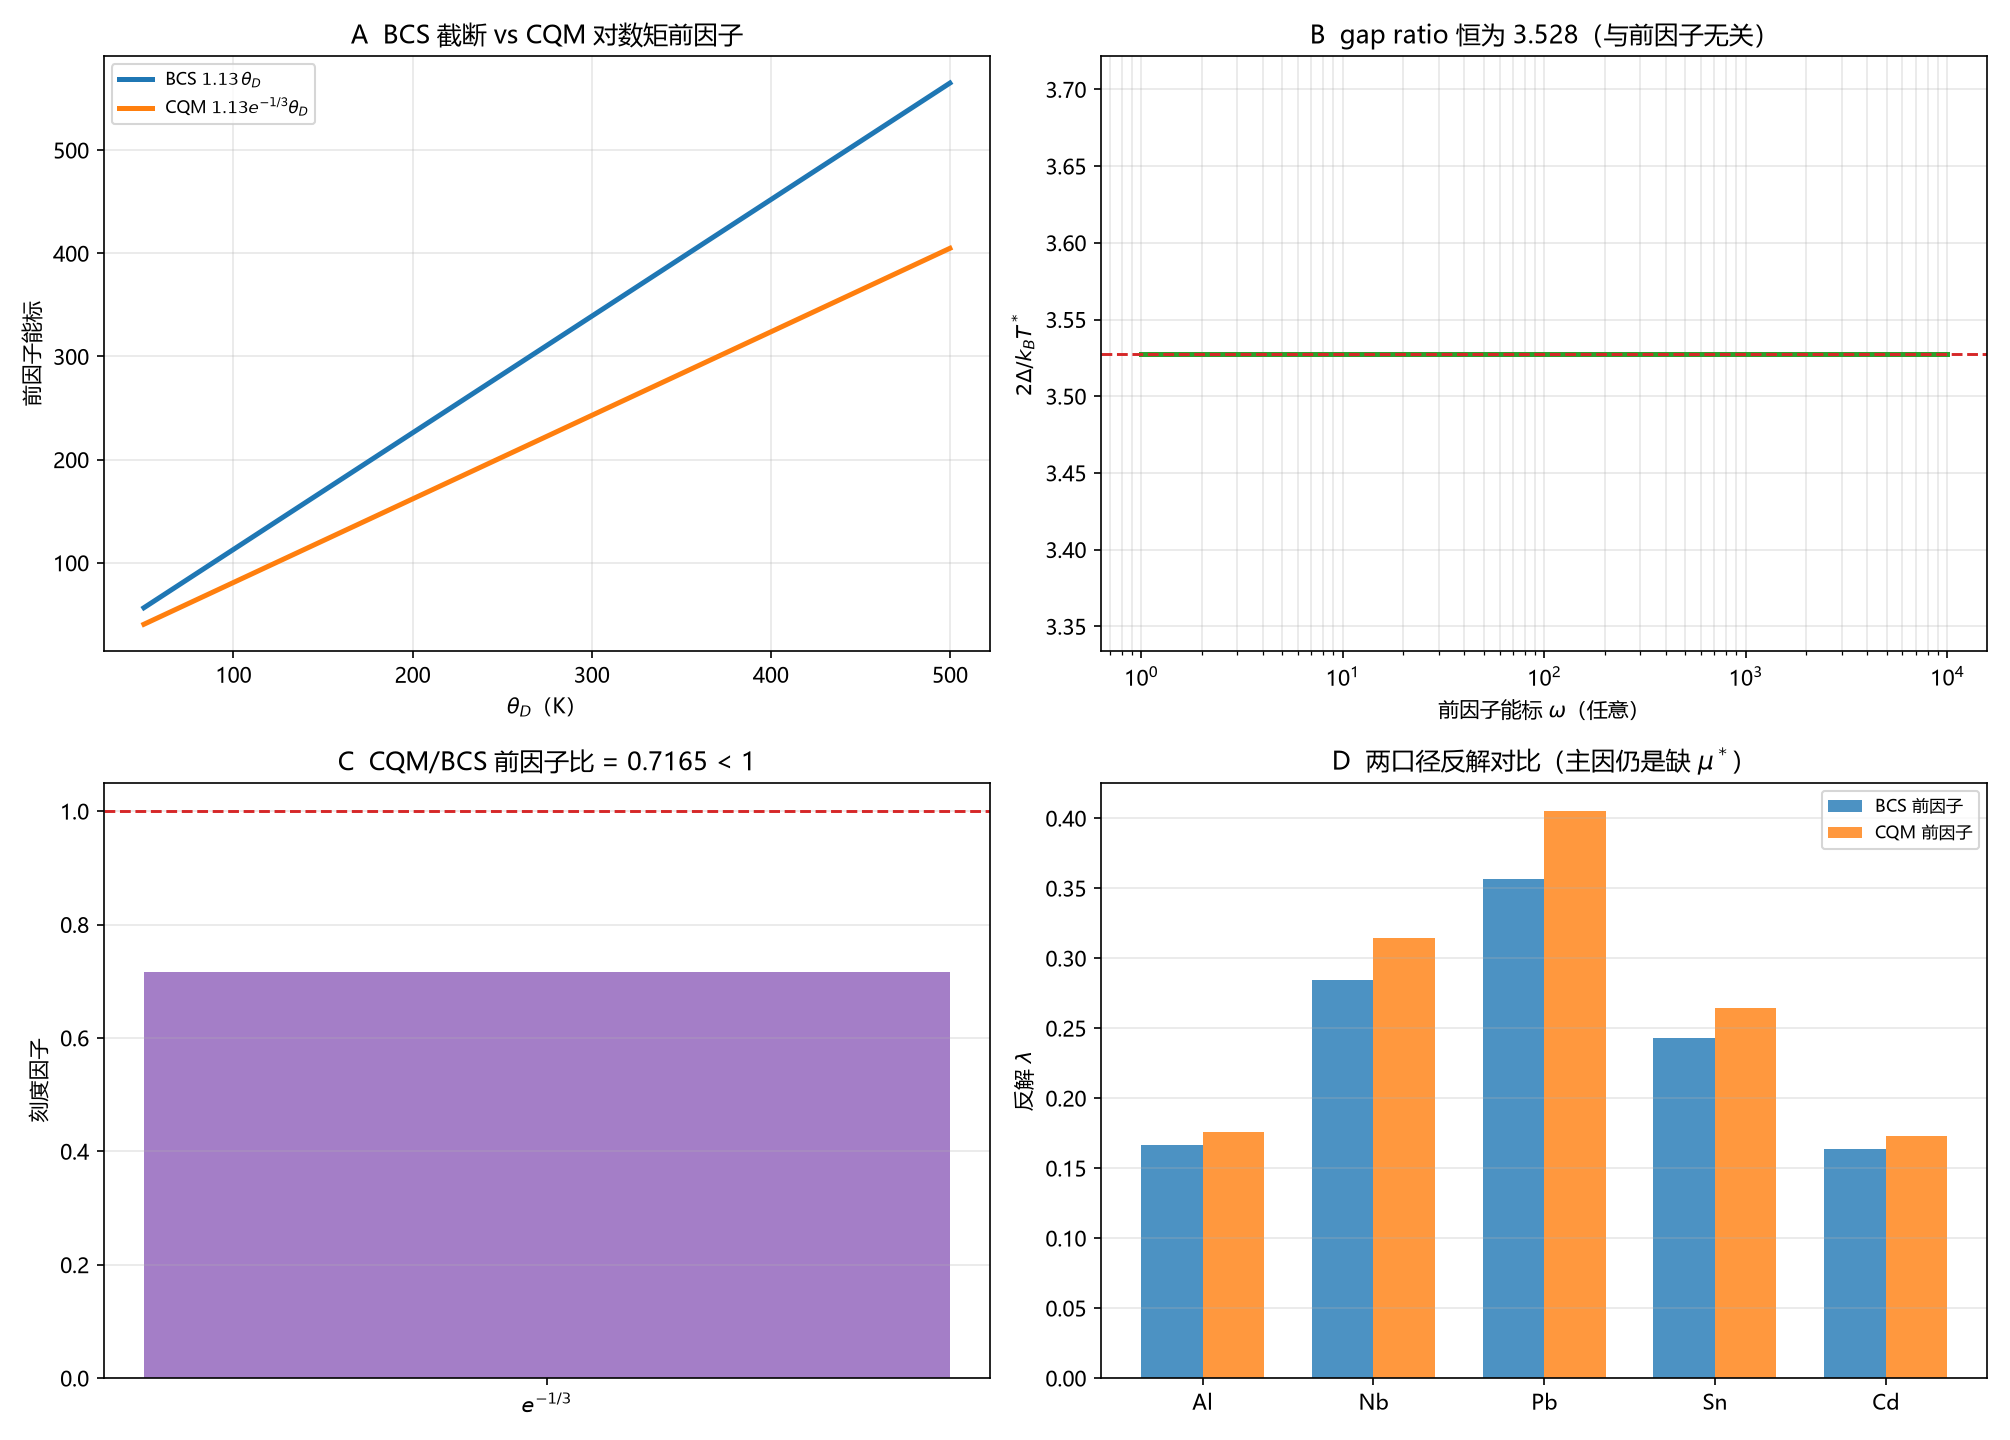 A  BCS 截断 vs CQM 对数矩前因子
BCS 1.13θ_D
CQM 1.13e^{−1/3}θ_D
前因子能标
500
400
300
200
100
100 200 300 400 500
θ_D（K）
B  gap ratio 恒为 3.528（与前因子无关）
2Δ/k_BT^*
3.70
3.65
3.60
3.55
3.50
3.45
3.40
3.35
10^0 10^1 10^2 10^3 10^4
前因子能标 ω（任意）
C  CQM/BCS 前因子比 = 0.7165 < 1
刻度因子
1.0
0.8
0.6
0.4
0.2
0.0
e^{−1/3}
D  两口径反解对比（主因仍是缺 μ^*）
BCS 前因子
CQM 前因子
反解 λ
0.40
0.35
0.30
0.25
0.20
0.15
0.10
0.05
0.00
Al Nb Pb Sn Cd